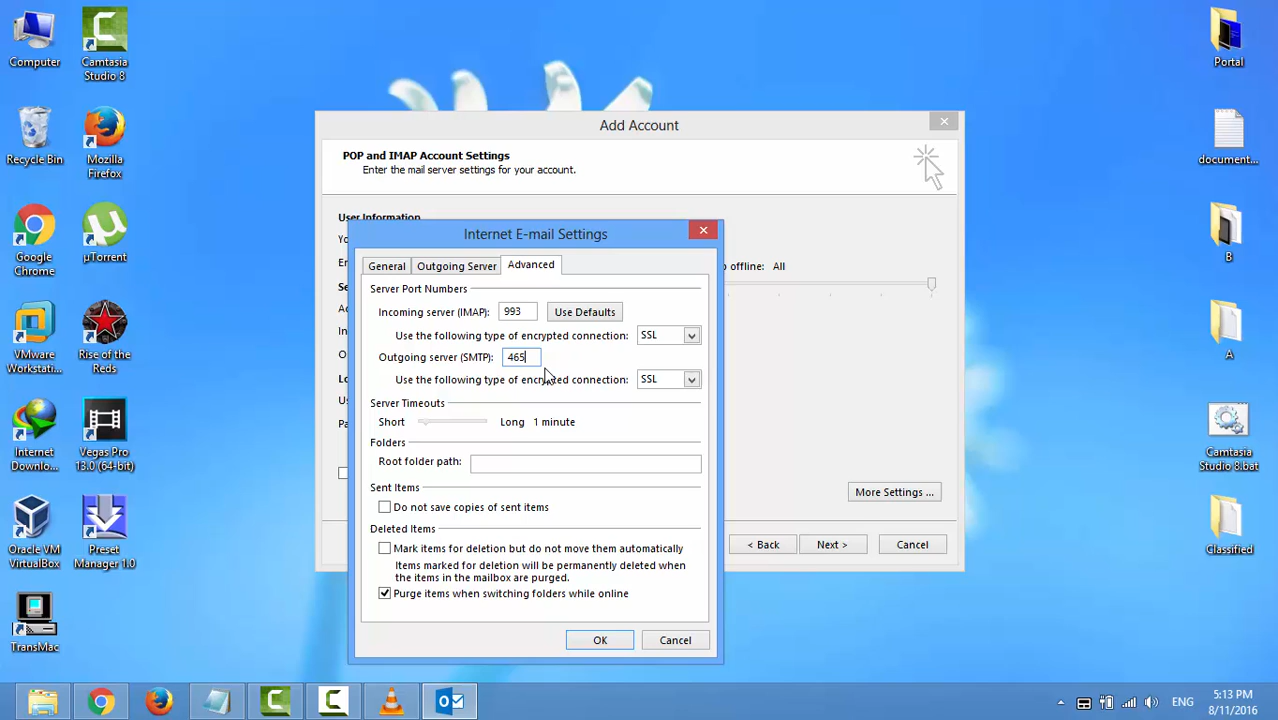 Computer
Camtasia
Studio 8
Recycle Bin
Mozilla
Firefox
Google
Chrome
µTorrent
VMware
Workstati...
Rise of the
Reds
Internet
Downlo...
Vegas Pro
13.0 (64-bit)
Oracle VM
VirtualBox
Preset
Manager 1.0
TransMac
Portal
document...
B
A
Camtasia
Studio 8.bat
Classified
Add Account
POP and IMAP Account Settings
Enter the mail server settings for your account.
User Information
offline: All
More Settings ...
< Back
Next >
Cancel
Internet E-mail Settings
General
Outgoing Server
Advanced
Server Port Numbers
Incoming server (IMAP): 993 Use Defaults
Use the following type of encrypted connection: SSL
Outgoing server (SMTP): 465
Use the following type of encrypted connection: SSL
Server Timeouts
Short Long 1 minute
Folders
Root folder path:
Sent Items
Do not save copies of sent items
Deleted Items
Mark items for deletion but do not move them automatically
Items marked for deletion will be permanently deleted when
the items in the mailbox are purged.
Purge items when switching folders while online
OK
Cancel
ENG
5:13 PM
8/11/2016